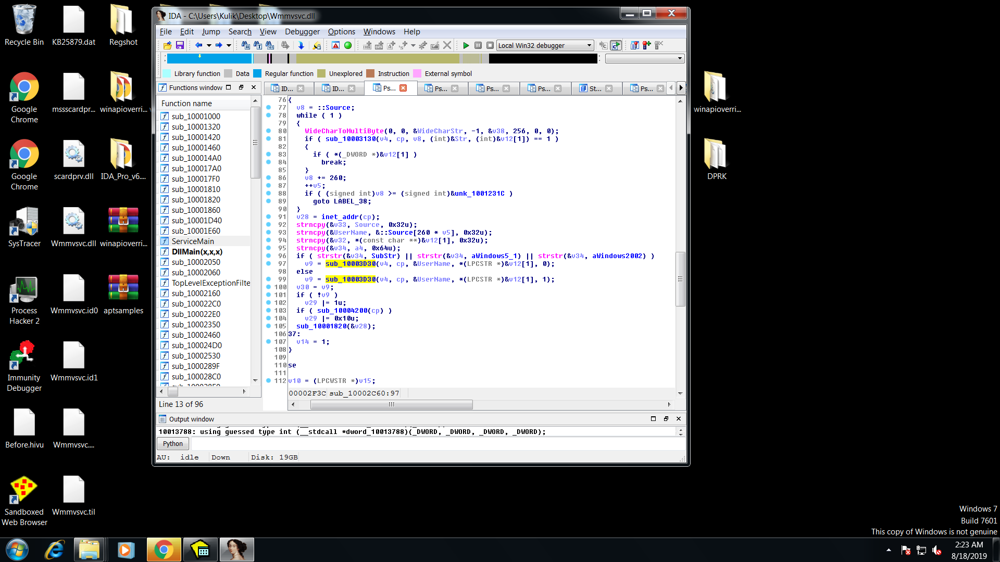 IDA - C:\Users\Kulik\Desktop\Wmmvsvc.dll
File Edit Jump Search View Debugger Options Windows Help
Local Win32 debugger
Library function Data Regular function Unexplored Instruction External symbol
Functions window
ID... ID... Ps... Ps... Ps... Ps... St... Ps...
Function name
sub_10001000
sub_10001320
sub_10001420
sub_10001460
sub_100014A0
sub_100017A0
sub_100017F0
sub_10001810
sub_10001820
sub_10001860
sub_10001D40
sub_10001E60
ServiceMain
DllMain(x,x,x)
sub_10002050
sub_10002060
TopLevelExceptionFilte
sub_10002160
sub_100022C0
sub_100022E0
sub_10002350
sub_10002460
sub_100024D0
sub_10002530
sub_1000289F
sub_100028C0
Line 13 of 96
76 {
77 v8 = ::Source;
78 while ( 1 )
79 {
80 WideCharToMultiByte(0, 0, &WideCharStr, -1, &v38, 256, 0, 0);
81 if ( sub_10003130(v4, cp, v8, (int)&Str, (int)&v12[1]) == 1 )
82 {
83 if ( *(_DWORD *)&v12[1] )
84 break;
85 }
86 v8 += 260;
87 ++v5;
88 if ( (signed int)v8 >= (signed int)&unk_1001231C )
89 goto LABEL_38;
90 }
91 v28 = inet_addr(cp);
92 strncpy(&v33, Source, 0x32u);
93 strncpy(&UserName, &::Source[260 * v5], 0x32u);
94 strncpy(&v32, *(const char **)&v12[1], 0x32u);
95 strncpy(&v34, a4, 0x64u);
96 if ( strstr(&v34, SubStr) || strstr(&v34, aWindows5_1) || strstr(&v34, aWindows2002) )
97 v9 = sub_10003D30(v4, cp, &UserName, *(LPCSTR *)&v12[1], 0);
98 else
99 v9 = sub_10003D30(v4, cp, &UserName, *(LPCSTR *)&v12[1], 1);
100 v30 = v9;
101 if ( !v9 )
102 v29 |= 1u;
103 if ( sub_10004200(cp) )
104 v29 |= 0x10u;
105 sub_10001820(&v28);
106 37:
107 v14 = 1;
108 }
109
110 se
111
112 v10 = (LPCWSTR *)v15;
00002F3C sub_10002C60:97
Output window
10013788: using guessed type int (__stdcall *dword_10013788)(_DWORD, _DWORD, _DWORD, _DWORD);
Python
AU: idle Down Disk: 19GB
Recycle Bin
KB25879.dat
Regshot
Google Chrome
mssscardpr...
winapioverri...
Google Chrome
scardprv.dll
IDA_Pro_v6....
SysTracer
Wmmvsvc.dll
winapioverri...
Process Hacker 2
Wmmvsvc.id0
aptsamples
Immunity Debugger
Wmmvsvc.id1
Before.hivu
Wmmvsvc....
Sandboxed Web Browser
Wmmvsvc.til
winapioverri...
DPRK
Windows 7
Build 7601
This copy of Windows is not genuine
2:23 AM
8/18/2019